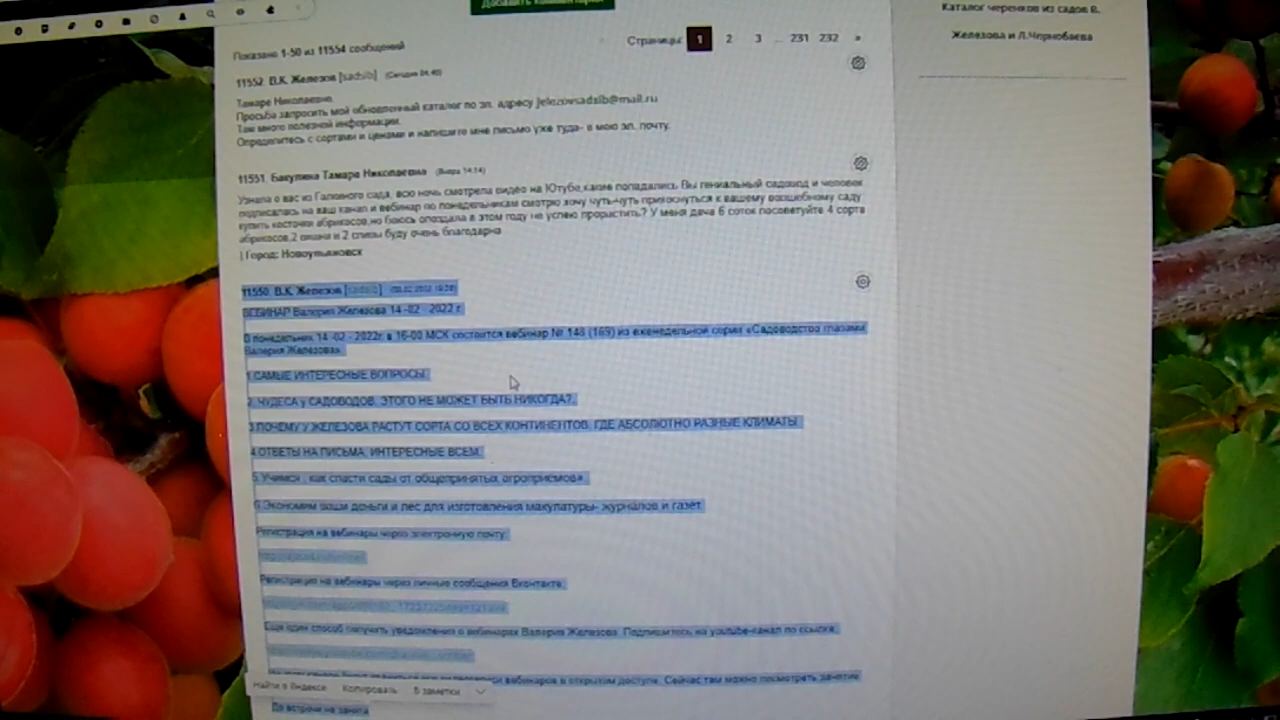 Добавить комментарий
Каталог черенков из садов В.
Железова и Л.Чернобаева
Показано 1-50 из 11554 сообщений
Страницы: 1 2 3 ... 231 232 »
11552. В.К. Железов [sadsib] (Сегодня 04:40)
Тамаре Николаевне.
Просьба запросить мой обновленный каталог по эл. адресу jelezovsadsib@mail.ru
Там много полезной информации.
Определитесь с сортами и ценами и напишите мне письмо уже туда- в мою эл. почту.
11551. Бакулина Тамара Николаевна (Вчера 14:14)
Узнала о вас из Галиного сада, всю ночь смотрела видео на Ютубе,какие попадались Вы гениальный садовод и человек
подписалась на ваш канал и вебинар по понедельникам смотрю хочу чуть-чуть прикоснуться к вашему волшебному саду
купить косточки абрикосов,но боюсь опоздала в этом году не успею прорастить? У меня дача 6 соток посоветуйте 4 сорта
абрикосов,2 и 2 сливы буду очень благодарна
| Город: Новоульяновск
11550. В.К. Железов [sadsib]
ВЕБИНАР Валерия Железова 14 -02 - 2022 г.
В понедельник 14 -02 - 2022г. в 16-00 МСК состоится вебинар № 148 (169) из еженедельной серии «Садоводство глазами
Валерия Железова».
1.САМЫЕ ИНТЕРЕСНЫЕ ВОПРОСЫ.
2. ЧУДЕСА у САДОВОДОВ. ЭТОГО НЕ МОЖЕТ БЫТЬ НИКОГДА?.
3.ПОЧЕМУ У ЖЕЛЕЗОВА РАСТУТ СОРТА СО ВСЕХ КОНТИНЕНТОВ, ГДЕ АБСОЛЮТНО РАЗНЫЕ КЛИМАТЫ.
4.ОТВЕТЫ НА ПИСЬМА, ИНТЕРЕСНЫЕ ВСЕМ.
5.Учимся , как спасти сады от общепринятых агроприемов».
6.Экономим ваши деньги и лес для изготовления макулатуры- журналов и газет.
Регистрация на вебинары через электронную почту:
Регистрация на вебинары через личные сообщения Вконтакте:
Еще один способ получить уведомления о вебинарах Валерия Железова. Подпишитесь на youtube-канал по ссылке:
вебинаров в открытом доступе. Сейчас там можно посмотреть занятие
Найти в Яндексе Копировать В заметки
До встречи на занятии